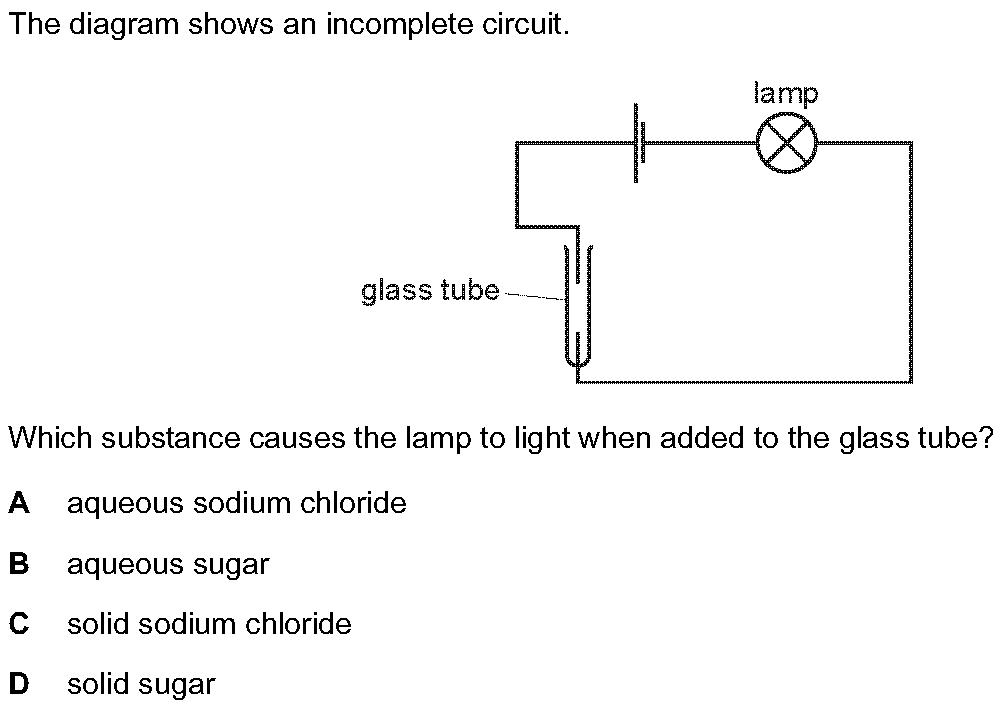 The diagram shows an incomplete circuit.
lamp
glass tube
Which substance causes the lamp to light when added to the glass tube?
A aqueous sodium chloride
B aqueous sugar
C solid sodium chloride
D solid sugar